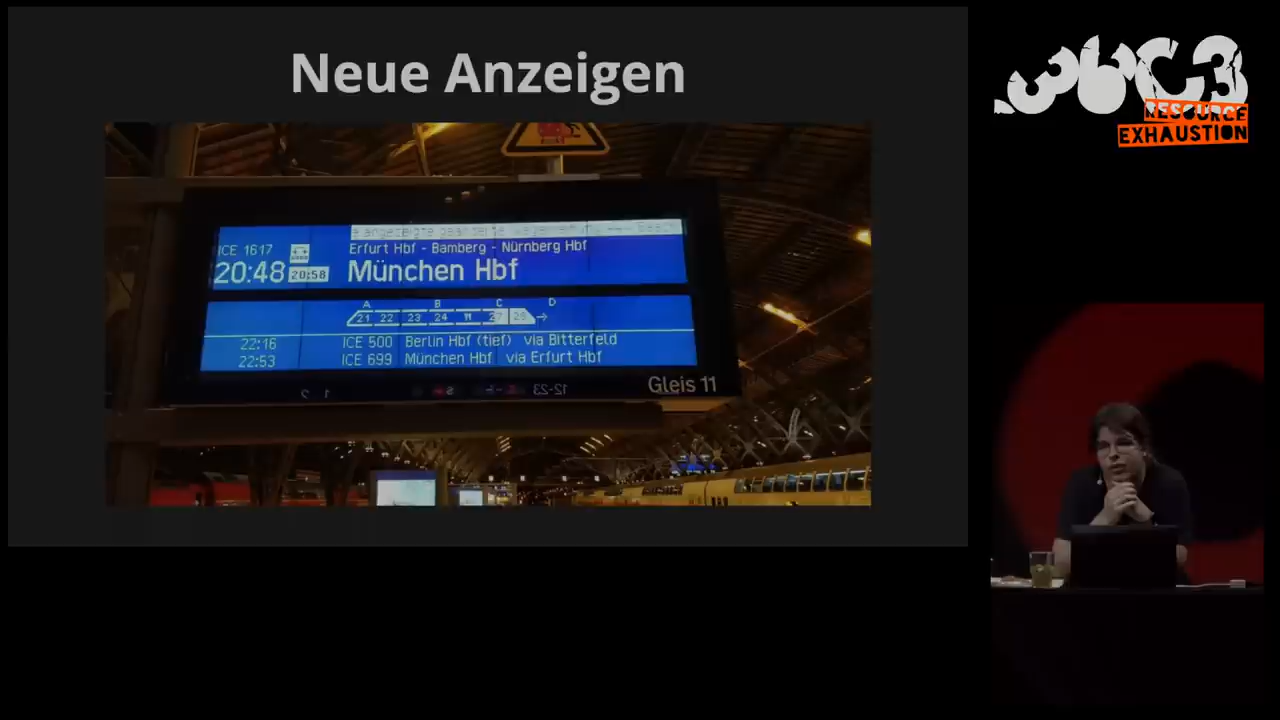 Neue Anzeigen
36C3
RESOURCE
EXHAUSTION
ICE 1617
20:48 20:58
Erfurt Hbf - Bamberg - Nürnberg Hbf
München Hbf
A B C D
21 22 23 24 27 28
22:16 ICE 500 Berlin Hbf (tief) via Bitterfeld
22:53 ICE 699 München Hbf via Erfurt Hbf
Gleis 11